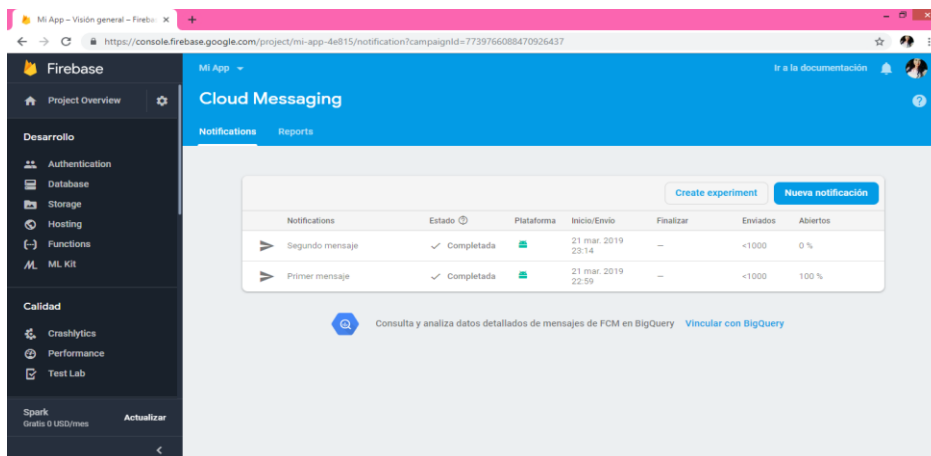 Mi App – Visión general – Fireba
https://console.firebase.google.com/project/mi-app-4e815/notification?campaignId=7739766088470926437
Firebase
Mi App
Ir a la documentación
Project Overview
Cloud Messaging
Notifications Reports
Desarrollo
Authentication
Database
Storage
Hosting
Functions
ML Kit
Calidad
Crashlytics
Performance
Test Lab
Spark
Gratis 0 USD/mes
Actualizar
Create experiment Nueva notificación
Notifications Estado Plataforma Inicio/Envío Finalizar Enviados Abiertos
Segundo mensaje Completada 21 mar. 2019 23:14 – <1000 0 %
Primer mensaje Completada 21 mar. 2019 22:59 – <1000 100 %
Consulta y analiza datos detallados de mensajes de FCM en BigQuery Vincular con BigQuery